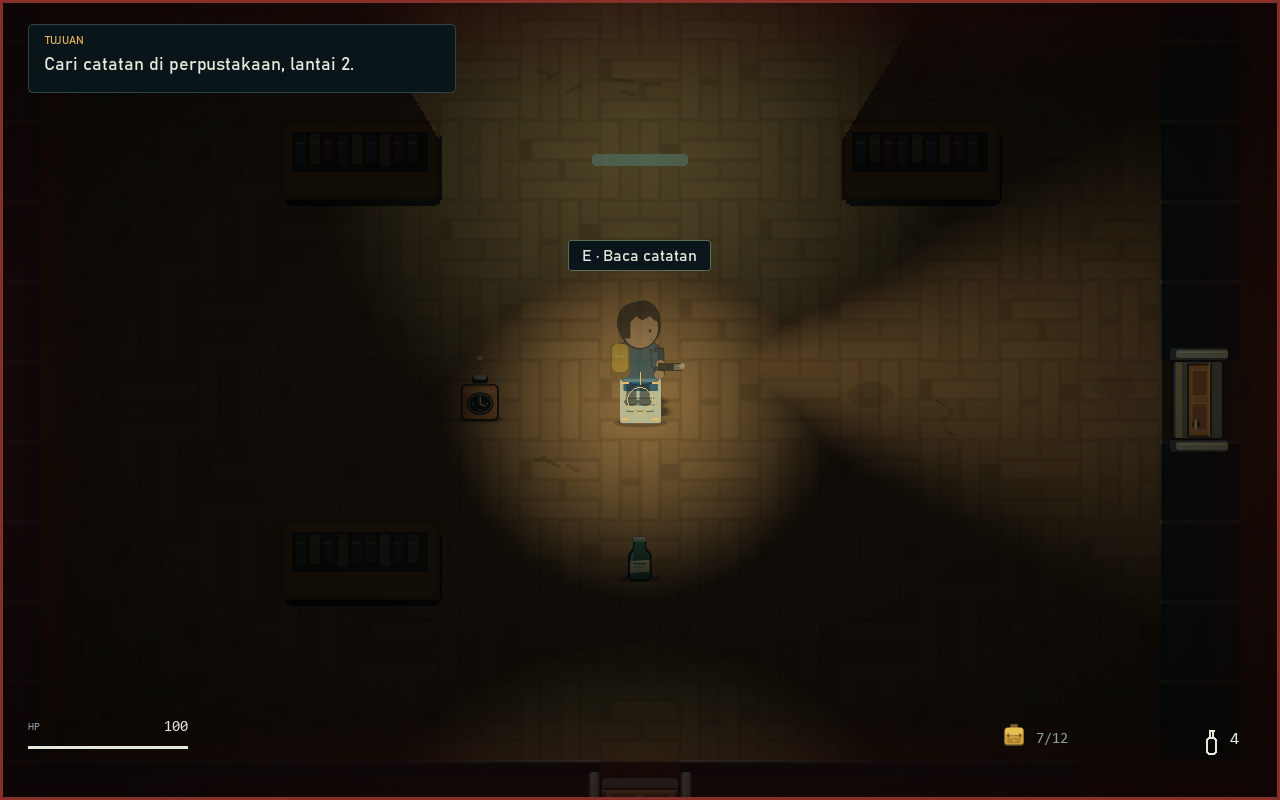 TUJUAN
Cari catatan di perpustakaan, lantai 2.
E · Baca catatan
HP 100
7/12
4